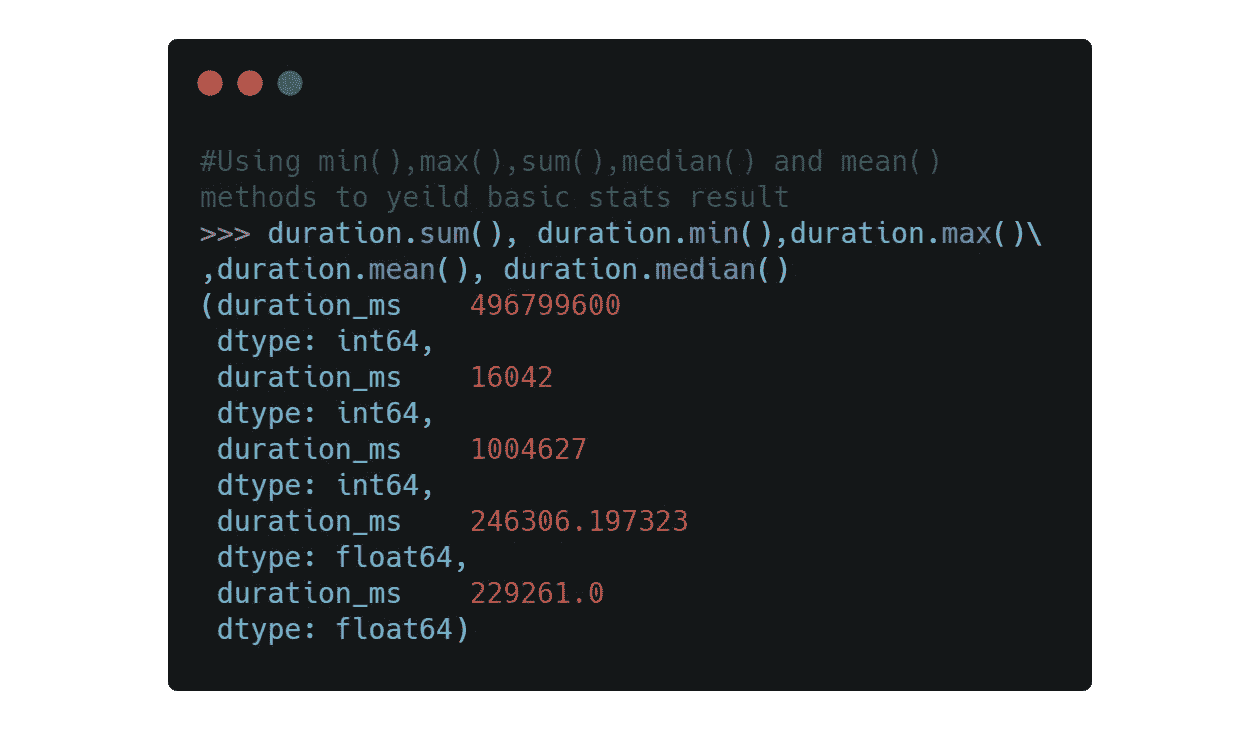 #Using min(),max(),sum(),median() and mean()
methods to yeild basic stats result
>>> duration.sum(), duration.min(),duration.max()\
,duration.mean(), duration.median()
(duration_ms    496799600
 dtype: int64,
 duration_ms    16042
 dtype: int64,
 duration_ms    1004627
 dtype: int64,
 duration_ms    246306.197323
 dtype: float64,
 duration_ms    229261.0
 dtype: float64)